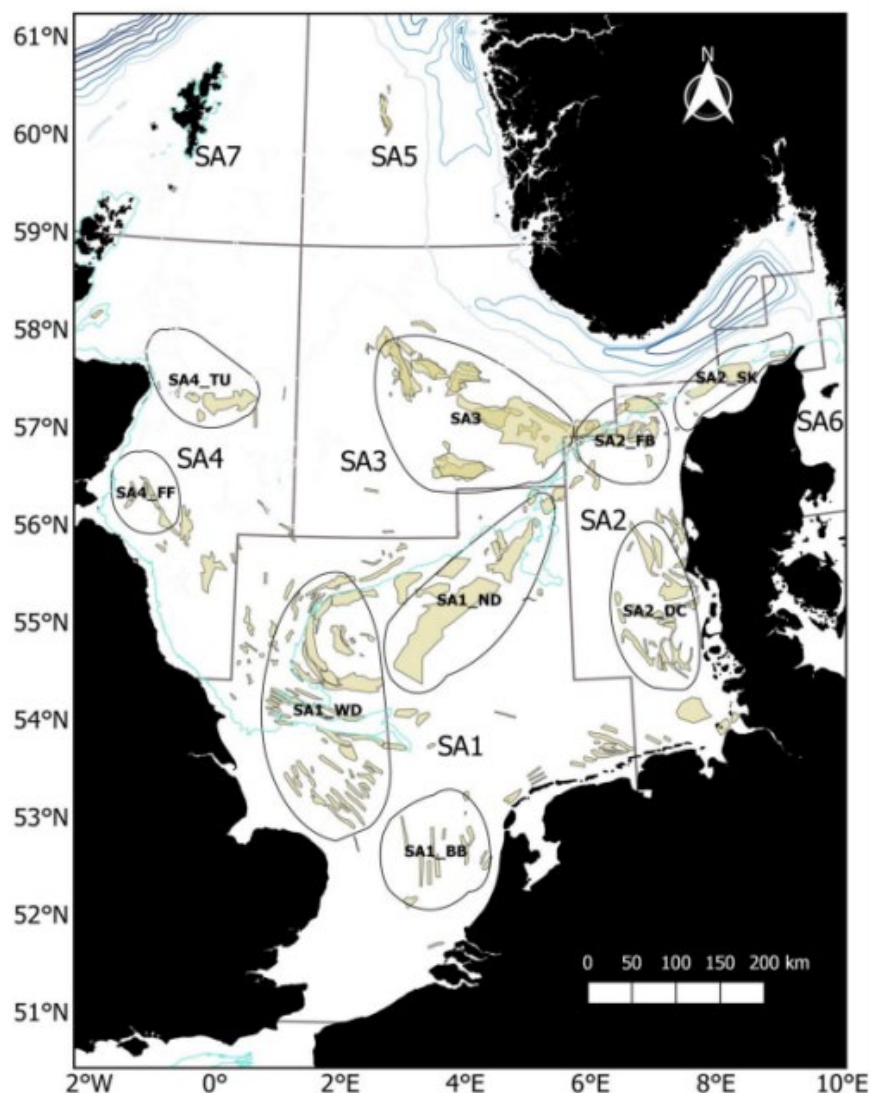 61°N
N
60°N
SA7
SA5
59°N
58°N
SA4_TU
SA2_SK
57°N
SA3
SA2_FB
SA6
SA4
SA3
SA4_FF
56°N
SA2
55°N
SA1_ND
SA2_DC
54°N
SA1_WD
SA1
53°N
SA1_BB
52°N
0 50 100 150 200 km
51°N
2°W 0° 2°E 4°E 6°E 8°E 10°E